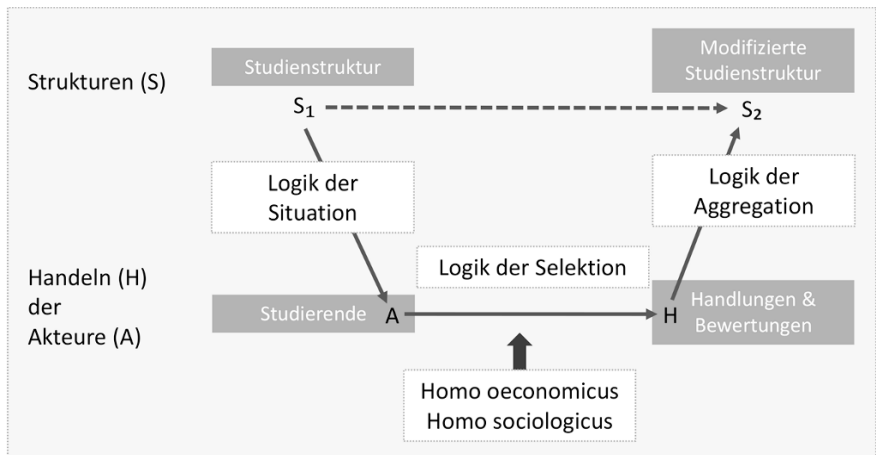 Strukturen (S)
Studienstruktur
Modifizierte
Studienstruktur
S₁
S₂
Logik der
Situation
Logik der
Aggregation
Logik der Selektion
Handeln (H)
der
Akteure (A)
Studierende A
H Handlungen &
Bewertungen
Homo oeconomicus
Homo sociologicus